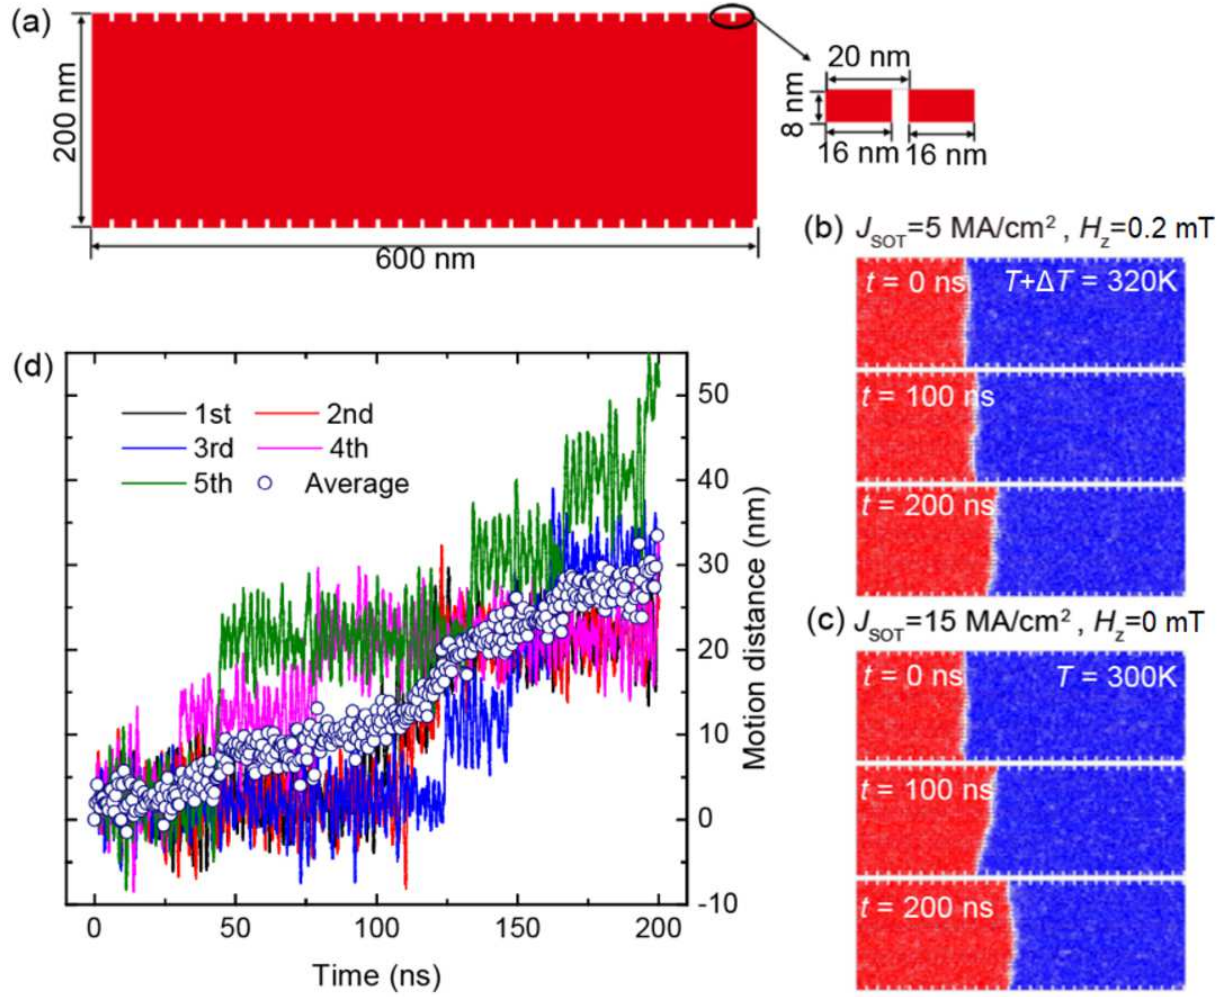 (a)
200 nm
600 nm
20 nm
8 nm
16 nm 16 nm
(b) J_SOT=5 MA/cm², H_z=0.2 mT
t = 0 ns T+ΔT = 320K
t = 100 ns
t = 200 ns
(c) J_SOT=15 MA/cm², H_z=0 mT
t = 0 ns T = 300K
t = 100 ns
t = 200 ns
(d)
1st 2nd
3rd 4th
5th Average
50
40
30
20
10
0
-10
Motion distance (nm)
0 50 100 150 200
Time (ns)